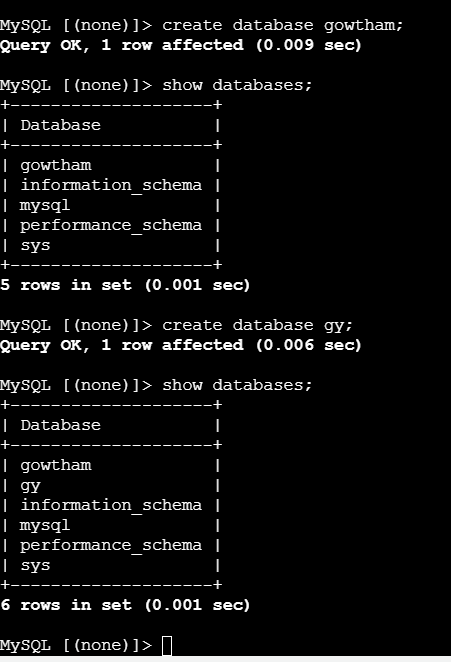 MySQL [(none)]> create database gowtham;
Query OK, 1 row affected (0.009 sec)
MySQL [(none)]> show databases;
+--------------------+
| Database           |
+--------------------+
| gowtham            |
| information_schema |
| mysql              |
| performance_schema |
| sys                |
+--------------------+
5 rows in set (0.001 sec)
MySQL [(none)]> create database gy;
Query OK, 1 row affected (0.006 sec)
MySQL [(none)]> show databases;
+--------------------+
| Database           |
+--------------------+
| gowtham            |
| gy                 |
| information_schema |
| mysql              |
| performance_schema |
| sys                |
+--------------------+
6 rows in set (0.001 sec)
MySQL [(none)]>